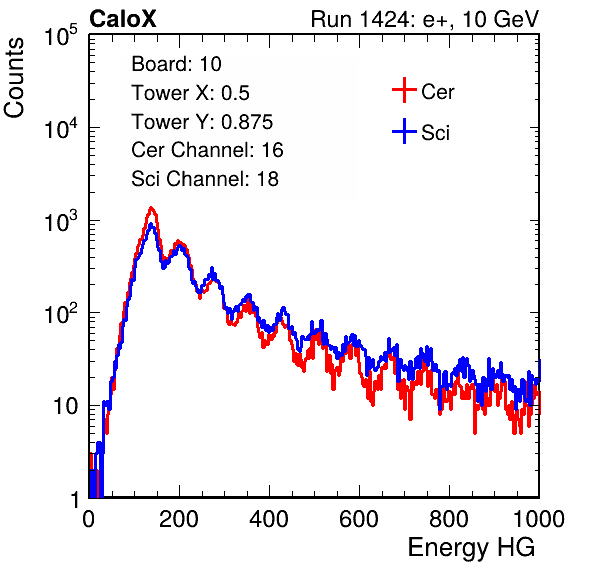 CaloX Run 1424: e+, 10 GeV
Board: 10
Tower X: 0.5
Tower Y: 0.875
Cer Channel: 16
Sci Channel: 18
Cer
Sci
Counts
10^5
10^4
10^3
10^2
10
1
0 200 400 600 800 1000
Energy HG